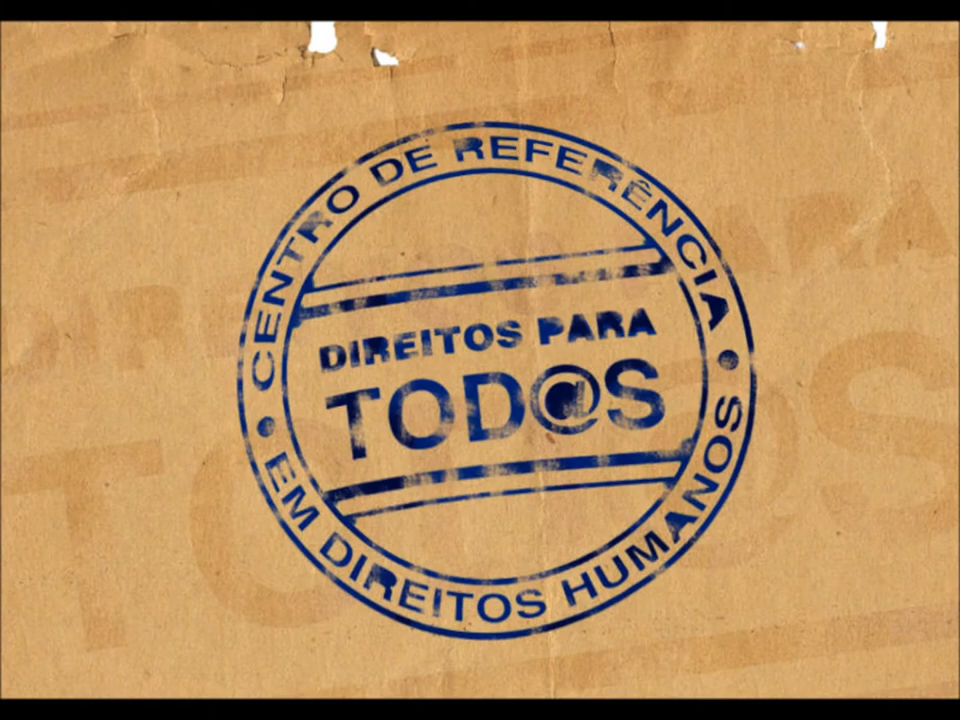 CENTRO DE REFERÊNCIA
DIREITOS PARA
TOD@S
EM DIREITOS HUMANOS